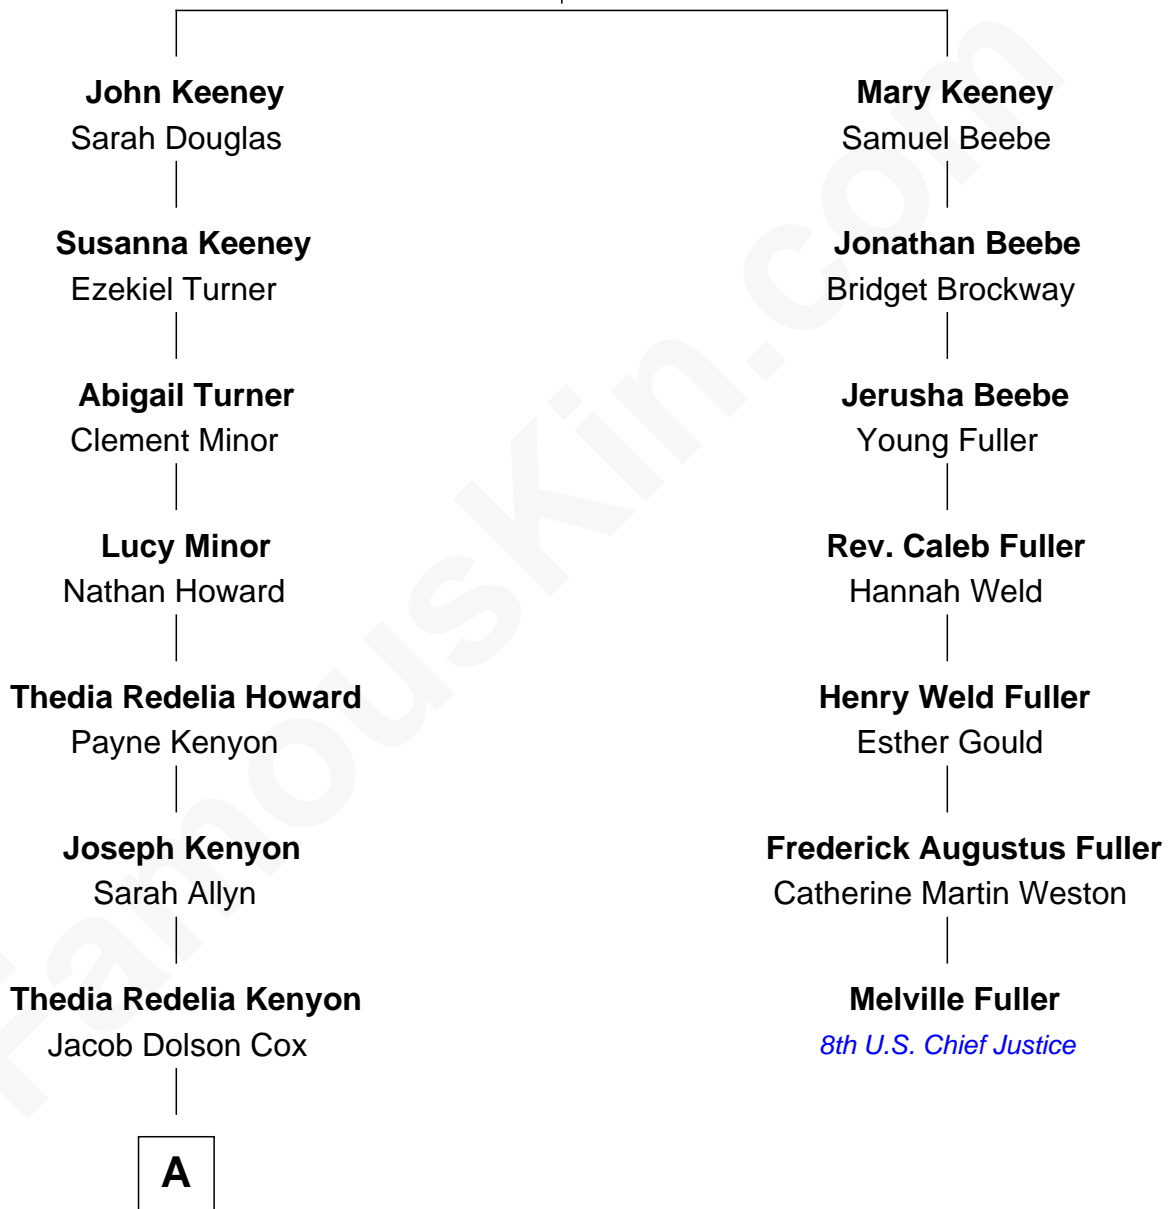 John Keeney
Sarah Douglas
Susanna Keeney
Ezekiel Turner
Abigail Turner
Clement Minor
Lucy Minor
Nathan Howard
Thedia Redelia Howard
Payne Kenyon
Joseph Kenyon
Sarah Allyn
Thedia Redelia Kenyon
Jacob Dolson Cox
A
Mary Keeney
Samuel Beebe
Jonathan Beebe
Bridget Brockway
Jerusha Beebe
Young Fuller
Rev. Caleb Fuller
Hannah Weld
Henry Weld Fuller
Esther Gould
Frederick Augustus Fuller
Catherine Martin Weston
Melville Fuller
8th U.S. Chief Justice
FamousKin.com